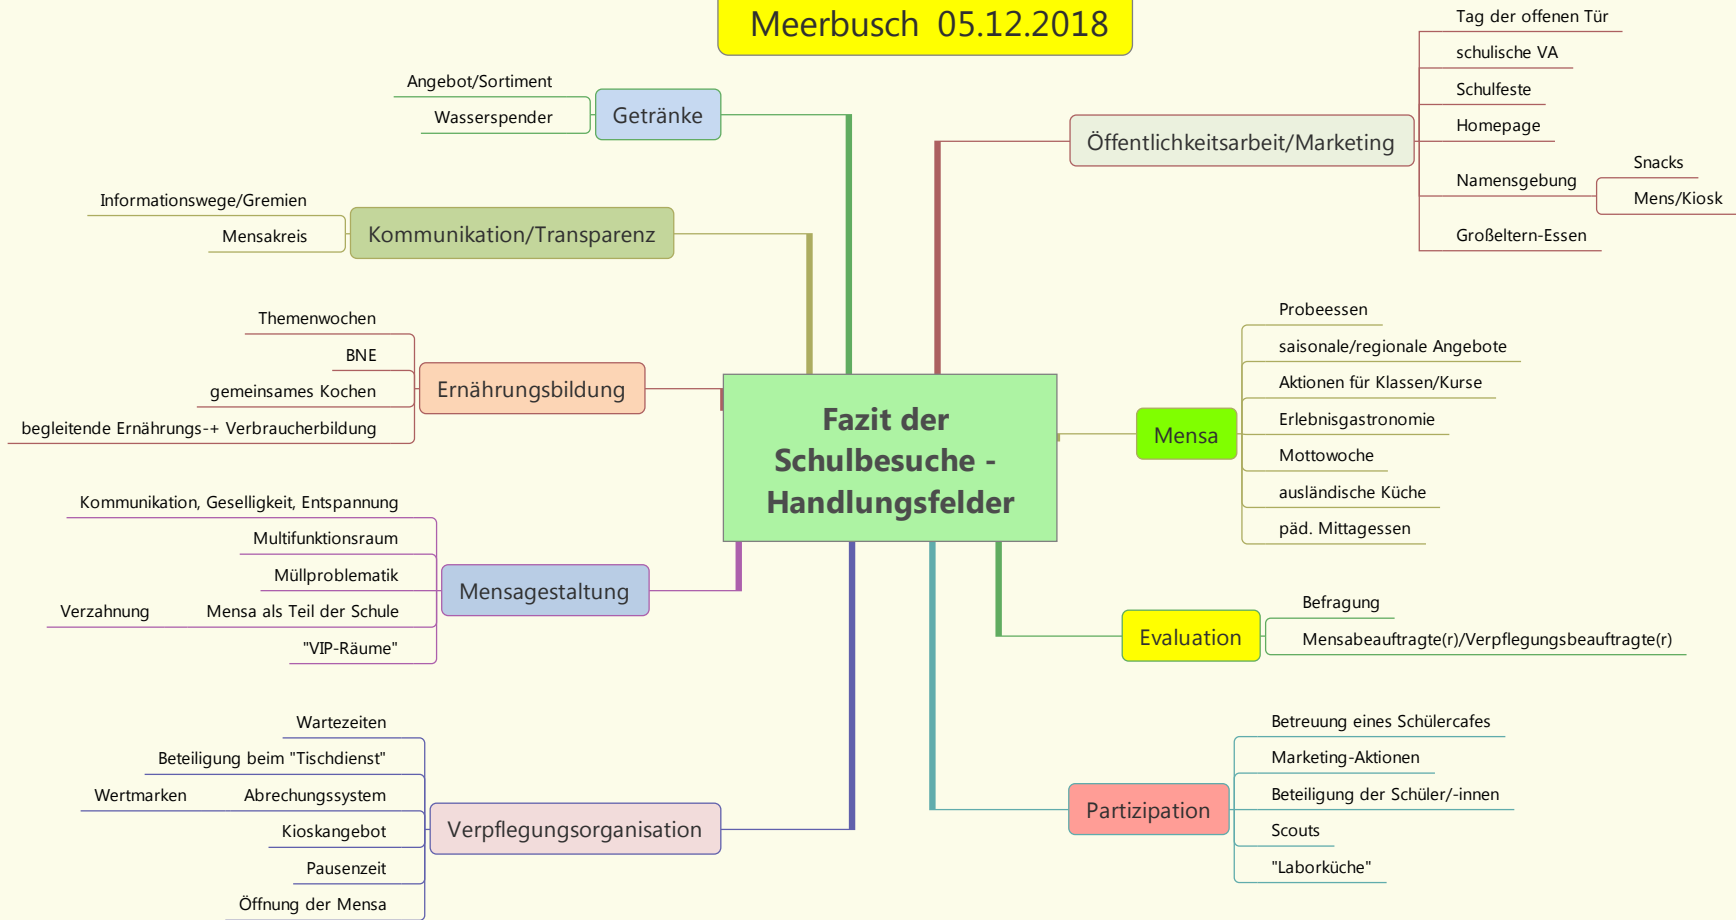 Meerbusch 05.12.2018
Fazit der
Schulbesuche -
Handlungsfelder
Getränke
Angebot/Sortiment
Wasserspender
Kommunikation/Transparenz
Informationswege/Gremien
Mensakreis
Ernährungsbildung
Themenwochen
BNE
gemeinsames Kochen
begleitende Ernährungs-+ Verbraucherbildung
Mensagestaltung
Kommunikation, Geselligkeit, Entspannung
Multifunktionsraum
Müllproblematik
Mensa als Teil der Schule
Verzahnung
"VIP-Räume"
Verpflegungsorganisation
Wartezeiten
Beteiligung beim "Tischdienst"
Abrechungssystem
Wertmarken
Kioskangebot
Pausenzeit
Öffnung der Mensa
Öffentlichkeitsarbeit/Marketing
Tag der offenen Tür
schulische VA
Schulfeste
Homepage
Namensgebung
Snacks
Mens/Kiosk
Großeltern-Essen
Mensa
Probeessen
saisonale/regionale Angebote
Aktionen für Klassen/Kurse
Erlebnisgastronomie
Mottowoche
ausländische Küche
päd. Mittagessen
Evaluation
Befragung
Mensabeauftragte(r)/Verpflegungsbeauftragte(r)
Partizipation
Betreuung eines Schülercafes
Marketing-Aktionen
Beteiligung der Schüler/-innen
Scouts
"Laborküche"